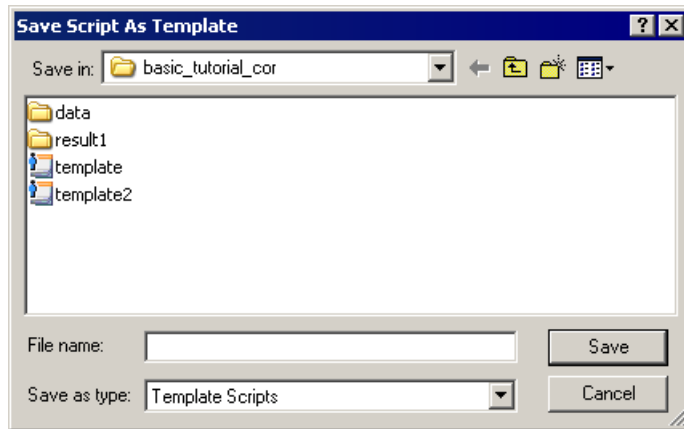 Save Script As Template
Save in: basic_tutorial_cor
data
result1
template
template2
File name: Save
Save as type: Template Scripts Cancel